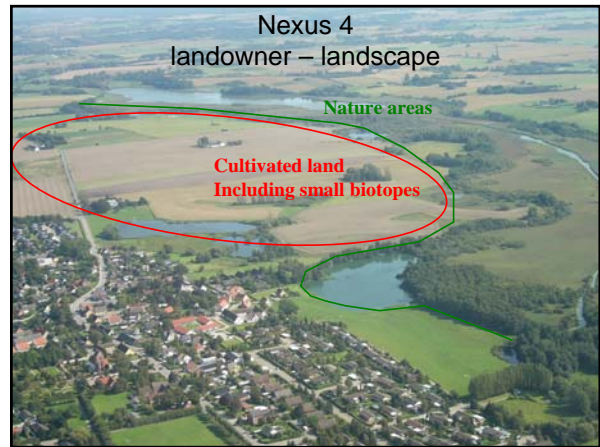 Nexus 4
landowner – landscape
Nature areas
Cultivated land
Including small biotopes